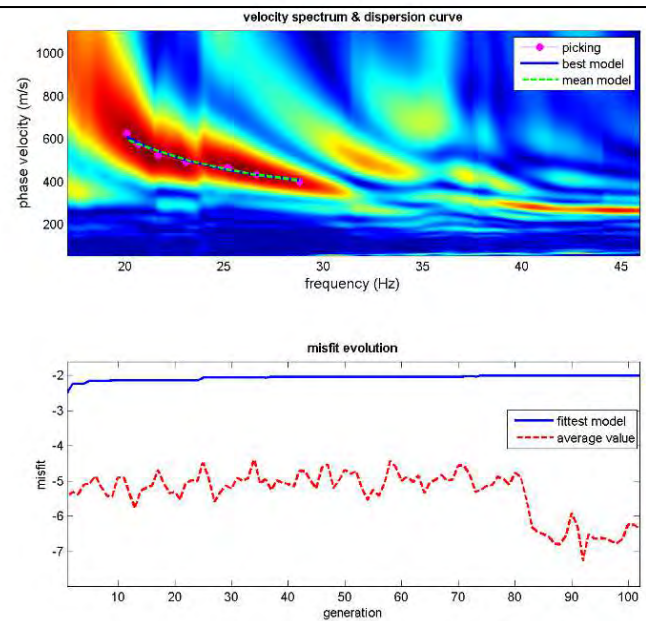 velocity spectrum & dispersion curve
1000
800
600
400
200
phase velocity (m/s)
picking
best model
mean model
20
25
30
35
40
45
frequency (Hz)
misfit evolution
-2
-3
-4
-5
-6
-7
misfit
fittest model
average value
10
20
30
40
50
60
70
80
90
100
generation